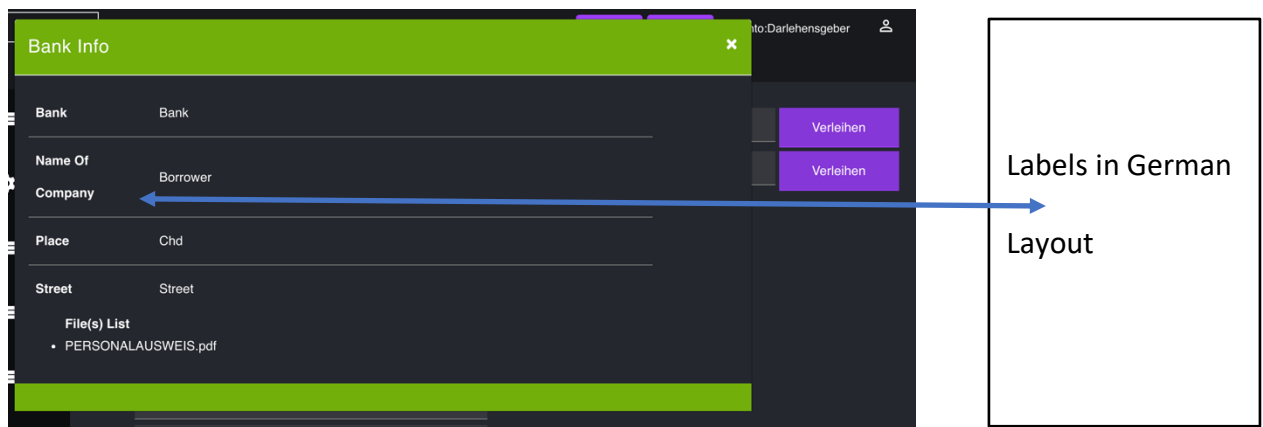 Bank Info
×
nto:Darlehensgeber
Bank Bank
Verleihen
Name Of
Company
Borrower
Verleihen
Place Chd
Street Street
File(s) List
• PERSONALAUSWEIS.pdf
Labels in German
Layout